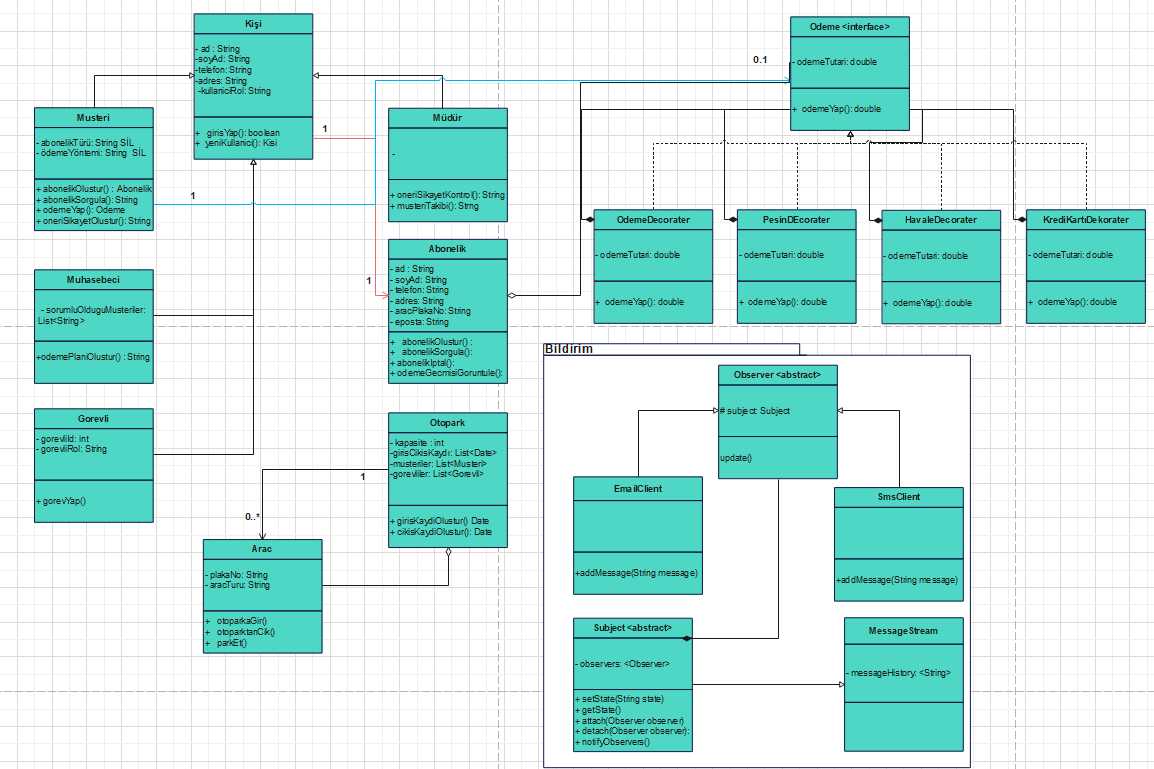 Kişi
- ad : String
-soyAd: String
-telefon: String
-adres: String
-kullaniciRol: String
+ girisYap(): boolean
+ yeniKullanici(): Kisi
Musteri
- abonelikTürü: String SİL
- ödemeYöntemi: String SİL
+ abonelikOlustur() : Abonelik
+ abonelikSorgula(): String
+ odemeYap(): Odeme
+ oneriSikayetOlustur(): String
Müdür
-
+ oneriSikayetKontrol(): String
+ musteriTakibi(): Strng
1
1
1
0.1
Odeme <interface>
- odemeTutari: double
+ odemeYap(): double
Muhasebeci
- sorumluOlduguMusteriler: 
List<String>
+odemePlaniOlustur() : String
Abonelik
- ad : String
- soyAd: String
- telefon: String
- adres: String
- aracPlakaNo: String
- eposta: String
+ abonelikOlustur() :
+ abonelikSorgula():
+ abonelikIptal():
+ odemeGecmisiGoruntule():
OdemeDecorater
- odemeTutari: double
+ odemeYap(): double
PesinDEcorater
- odemeTutari: double
+ odemeYap(): double
HavaleDecorater
- odemeTutari: double
+ odemeYap(): double
KrediKartıDekorater
- odemeTutari: double
+ odemeYap(): double
Gorevli
- gorevliId: int
- gorevliRol: String
+ gorevYap()
Otopark
- kapasite : int
-girisCikisKaydı: List<Date>
-musteriler: List<Musteri>
-gorevliler: List<Gorevli>
+ girisKaydiOlustur() Date
+ cikisKaydiOlustur(): Date
1
0..*
Arac
- plakaNo: String
- aracTuru: String
+ otoparkaGir()
+ otoparktanCik()
+ parkEt()
Bildirim
Observer <abstract>
# subject: Subject
update()
EmailClient
+addMessage(String message)
SmsClient
+addMessage(String message)
Subject <abstract>
- observers: <Observer>
+ setState(String state)
+ getState()
+ attach(Observer observer)
+ detach(Observer observer):
+ notifyObservers()
MessageStream
- messageHistory: <String>